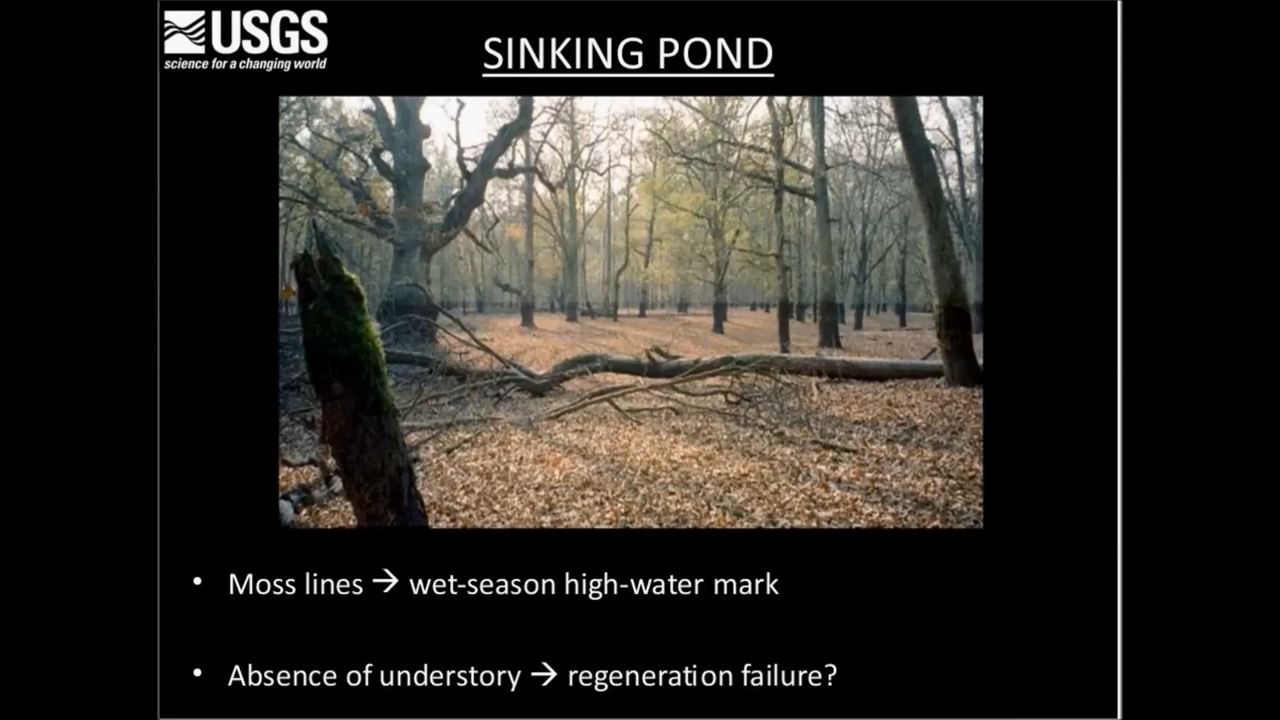 USGS
science for a changing world
SINKING POND
• Moss lines → wet-season high-water mark
• Absence of understory → regeneration failure?